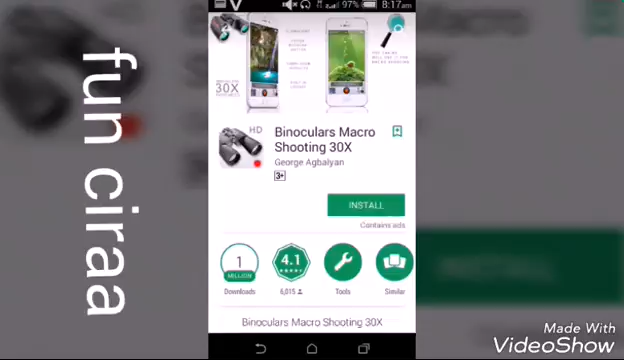 97% 8:17am
30X
HD
Binoculars Macro
Shooting 30X
George Agbalyan
3+
INSTALL
Contains ads
1
MILLION
4.1
Downloads
6,015
Tools
Similar
Binoculars Macro Shooting 30X
fun ciraa
Made With
VideoShow